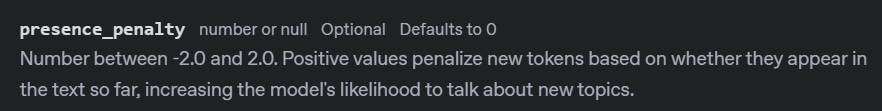 presence_penalty number or null Optional Defaults to 0
Number between -2.0 and 2.0. Positive values penalize new tokens based on whether they appear in
the text so far, increasing the model's likelihood to talk about new topics.